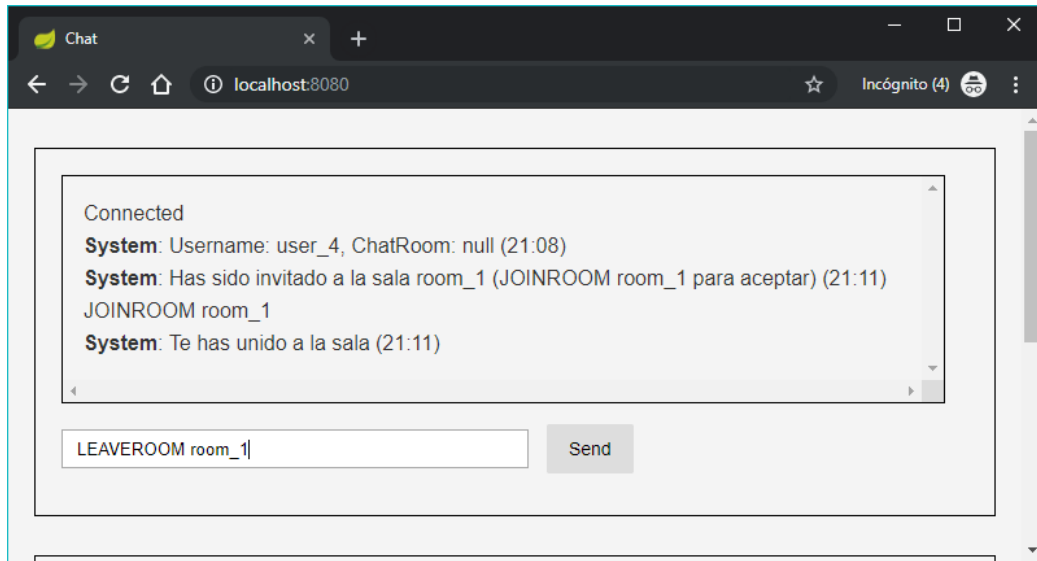 Chat
localhost:8080
Incógnito (4)
Connected
System: Username: user_4, ChatRoom: null (21:08)
System: Has sido invitado a la sala room_1 (JOINROOM room_1 para aceptar) (21:11)
JOINROOM room_1
System: Te has unido a la sala (21:11)
LEAVEROOM room_1
Send